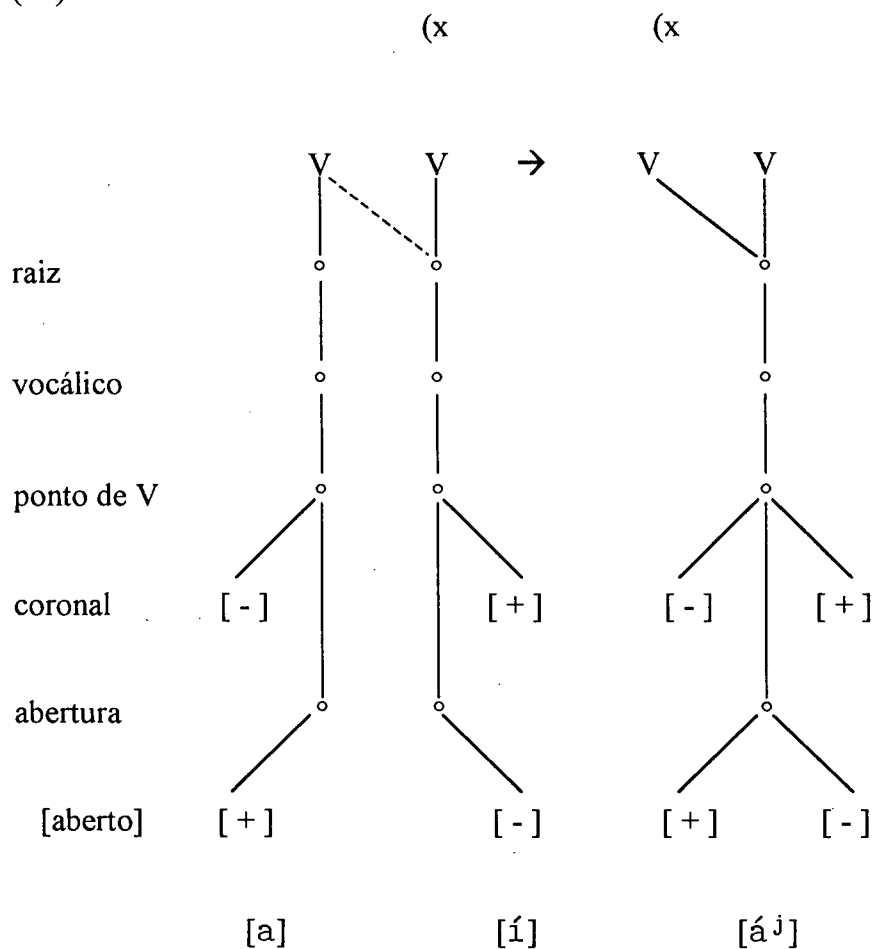 (x (x
V V → V V
raiz
vocálico
ponto de V
coronal [ - ] [ + ] [ - ] [ + ]
abertura
[aberto] [ + ] [ - ] [ + ] [ - ]
[a] [í] [áʲ]